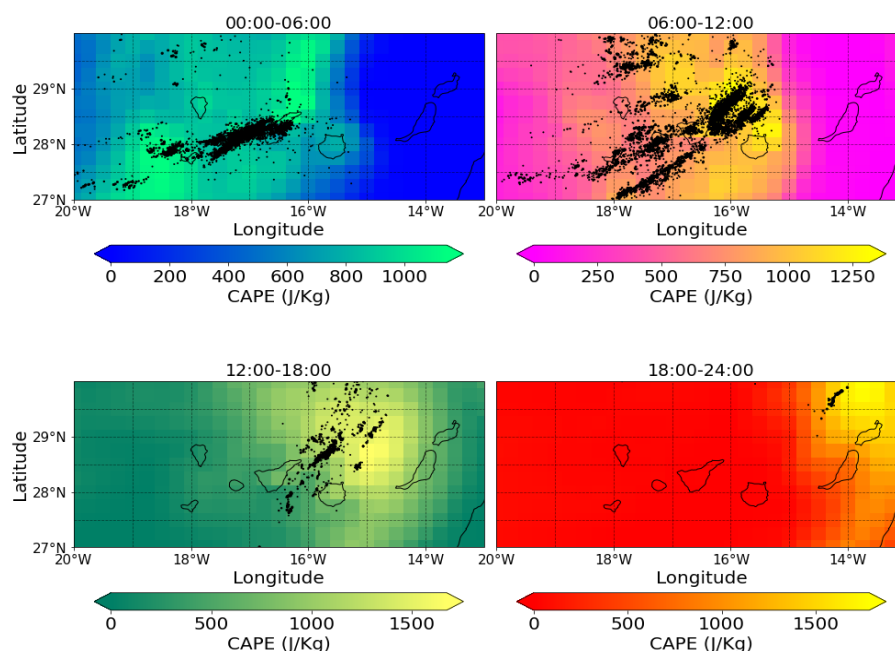 00:00-06:00
06:00-12:00
Latitude
29°N
28°N
27°N
20°W
18°W
16°W
14°W
20°W
18°W
16°W
14°W
Longitude
Longitude
0
200
400
600
800
1000
0
250
500
750
1000
1250
CAPE (J/Kg)
CAPE (J/Kg)
12:00-18:00
18:00-24:00
Latitude
29°N
28°N
27°N
20°W
18°W
16°W
14°W
20°W
18°W
16°W
14°W
Longitude
Longitude
0
500
1000
1500
0
500
1000
1500
CAPE (J/Kg)
CAPE (J/Kg)